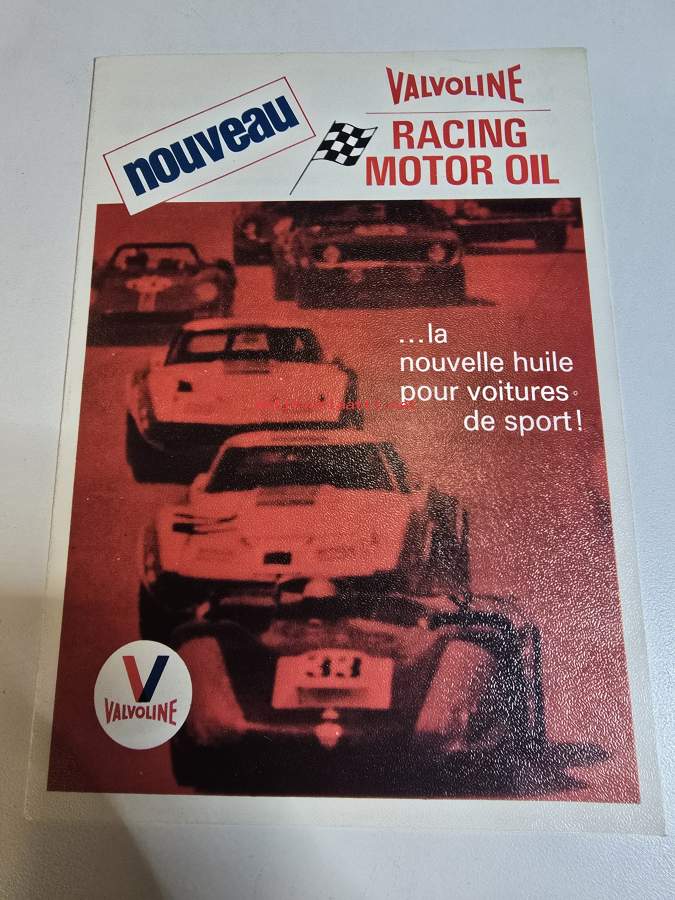 nouveau
VALVOLINE
RACING
MOTOR OIL
...la
nouvelle huile
pour voitures
de sport!
33
VALVOLINE